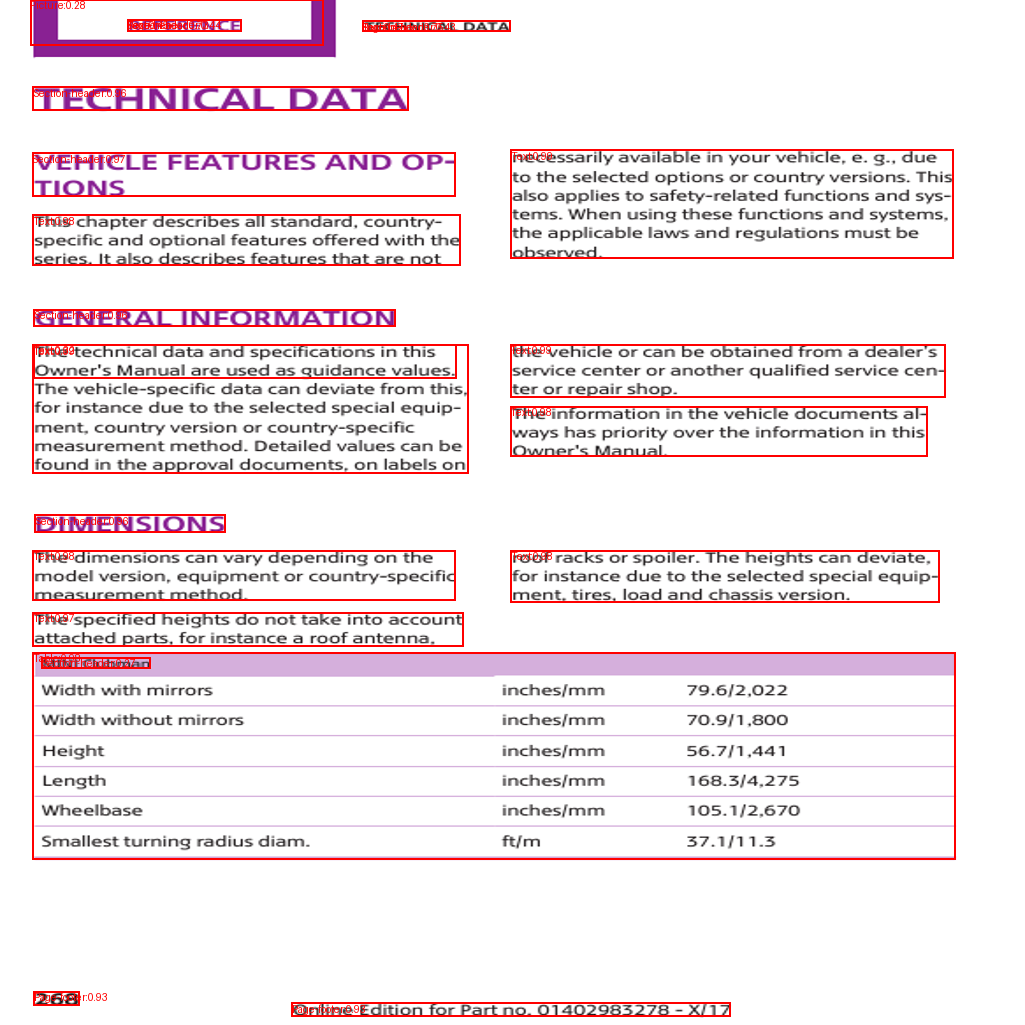 TECHNICAL DATA
TECHNICAL DATA
VEHICLE FEATURES AND OP-
TIONS
This chapter describes all standard, country-
specific and optional features offered with the
series. It also describes features that are not
necessarily available in your vehicle, e. g., due
to the selected options or country versions. This
also applies to safety-related functions and sys-
tems. When using these functions and systems,
the applicable laws and regulations must be
observed.
GENERAL INFORMATION
The technical data and specifications in this
Owner's Manual are used as guidance values.
The vehicle-specific data can deviate from this,
for instance due to the selected special equip-
ment, country version or country-specific
measurement method. Detailed values can be
found in the approval documents, on labels on
the vehicle or can be obtained from a dealer's
service center or another qualified service cen-
ter or repair shop.
The information in the vehicle documents al-
ways has priority over the information in this
Owner's Manual.
DIMENSIONS
The dimensions can vary depending on the
model version, equipment or country-specific
measurement method.
The specified heights do not take into account
attached parts, for instance a roof antenna,
roof racks or spoiler. The heights can deviate,
for instance due to the selected special equip-
ment, tires, load and chassis version.
Width with mirrors inches/mm 79.6/2,022
Width without mirrors inches/mm 70.9/1,800
Height inches/mm 56.7/1,441
Length inches/mm 168.3/4,275
Wheelbase inches/mm 105.1/2,670
Smallest turning radius diam. ft/m 37.1/11.3
268
Online Edition for Part no. 01402983278 - X/17